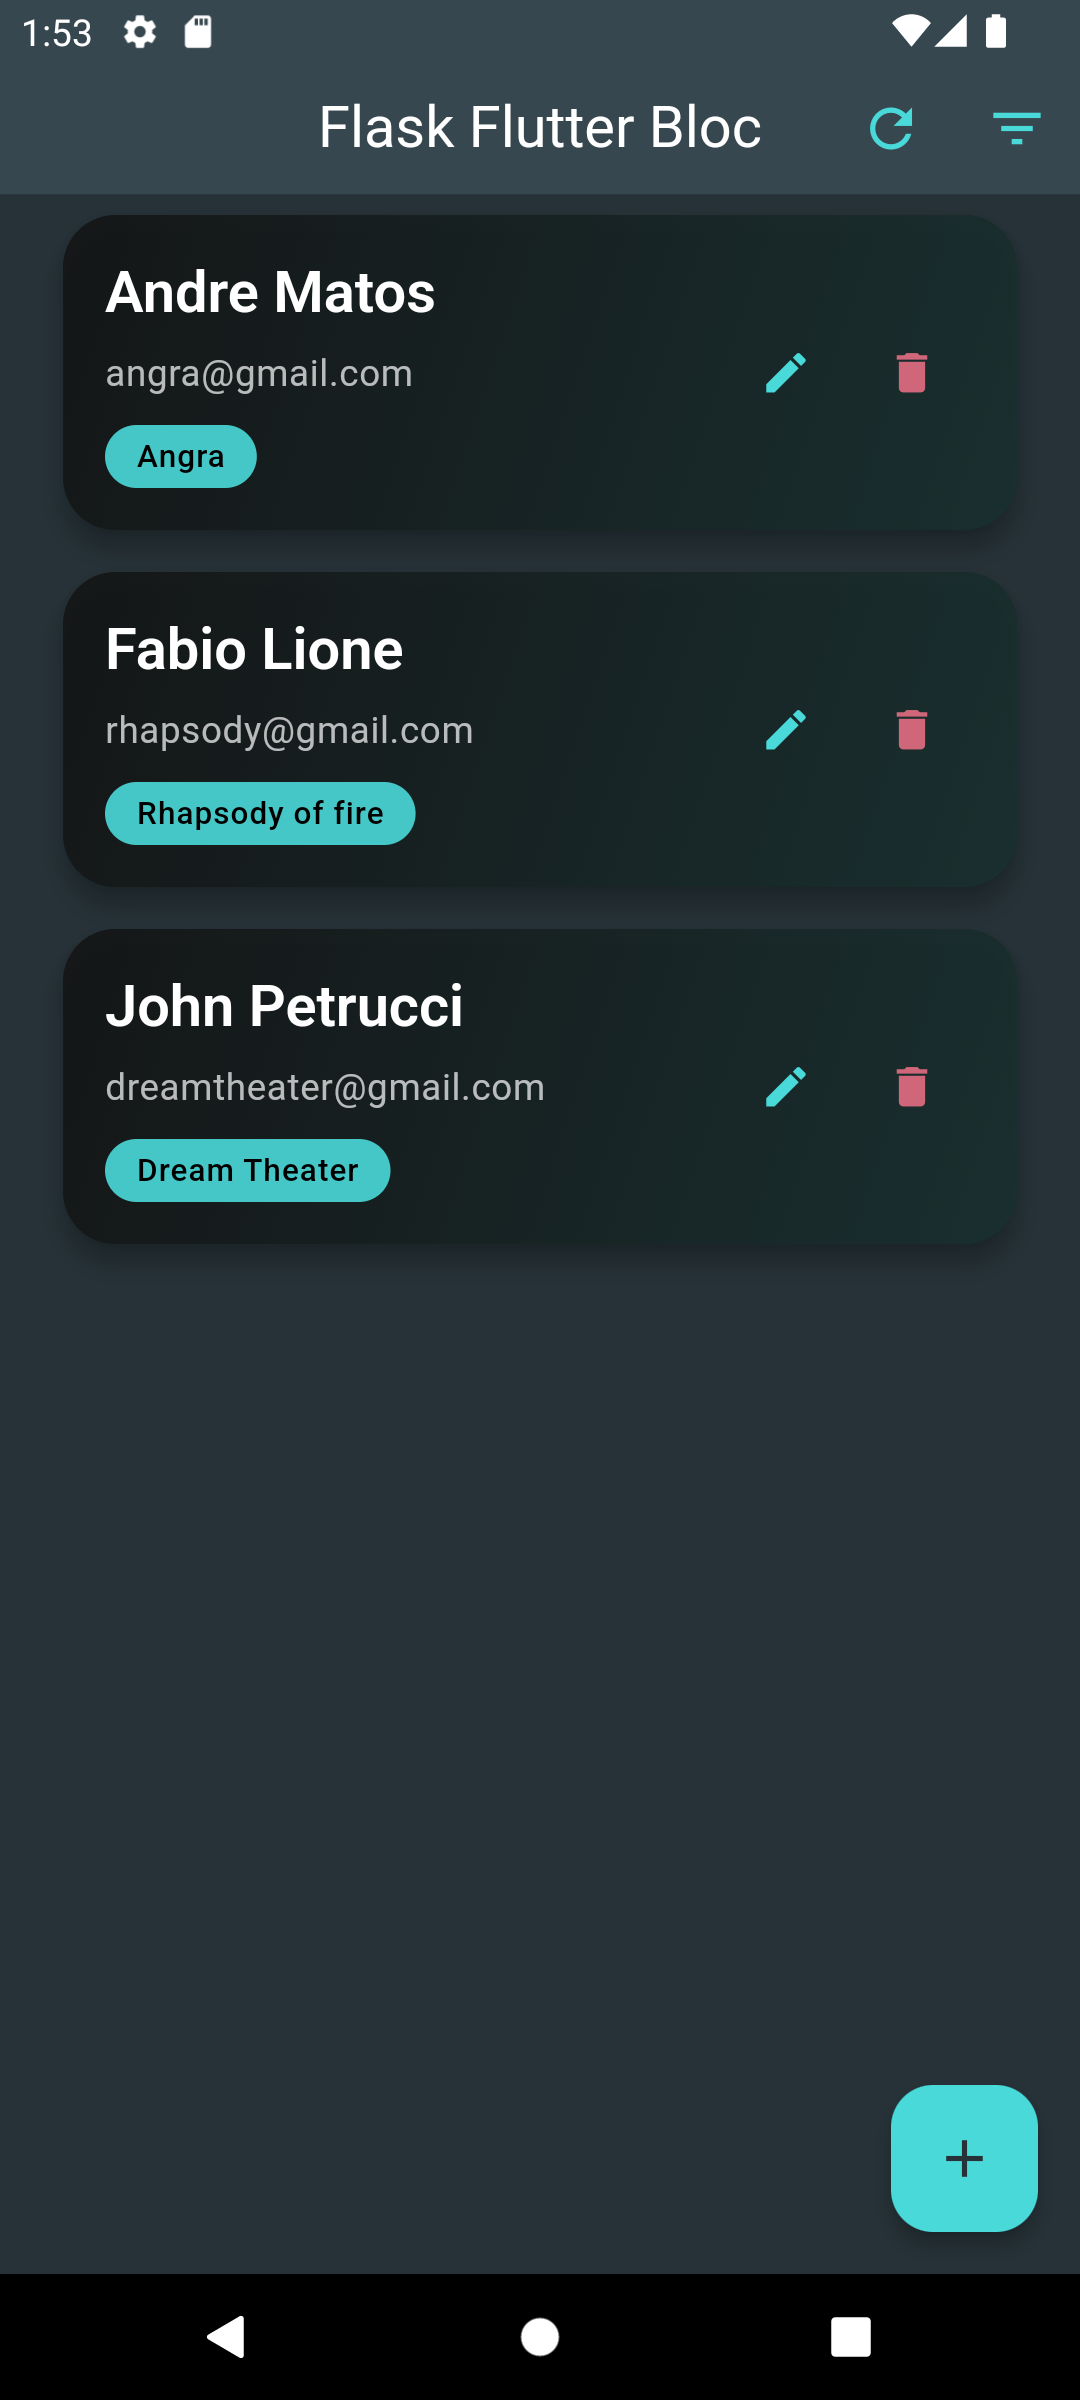 1:53
Flask Flutter Bloc
Andre Matos
angra@gmail.com
Angra
Fabio Lione
rhapsody@gmail.com
Rhapsody of fire
John Petrucci
dreamtheater@gmail.com
Dream Theater